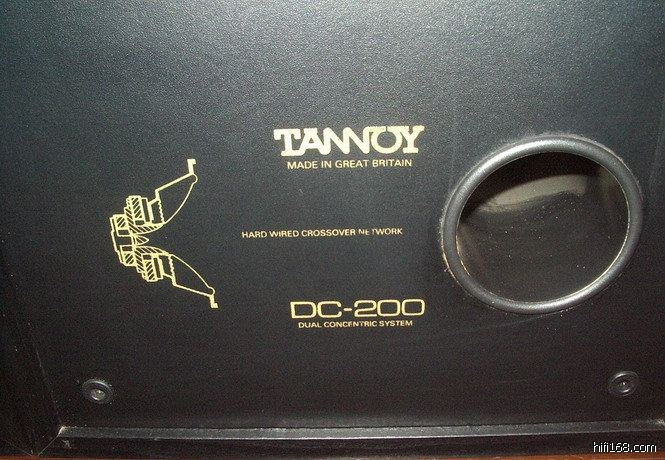 TANNOY
MADE IN GREAT BRITAIN
HARD WIRED CROSSOVER NETWORK
DC-200
DUAL CONCENTRIC SYSTEM
hifi168.com